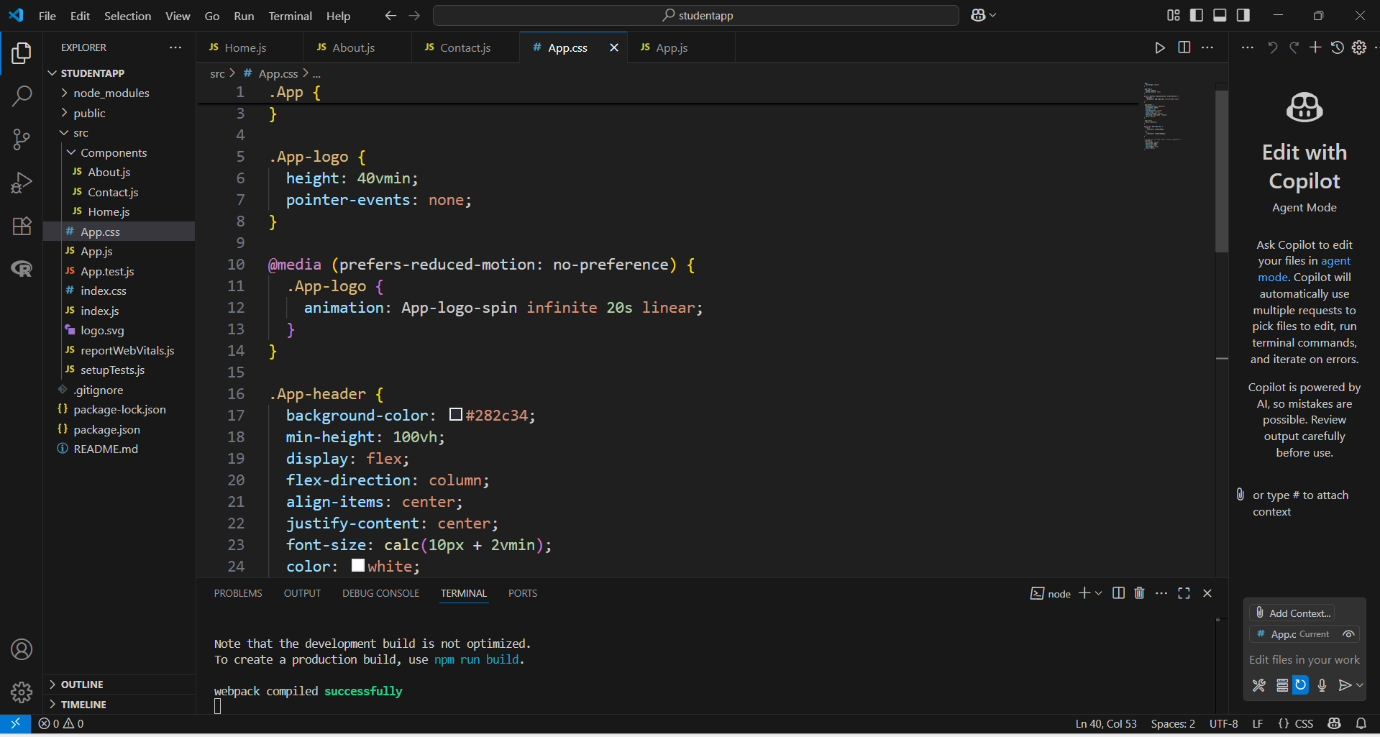 File Edit Selection View Go Run Terminal Help
studentapp
EXPLORER
STUDENTAPP
node_modules
public
src
Components
JS About.js
JS Contact.js
JS Home.js
# App.css
JS App.js
JS App.test.js
# index.css
JS index.js
logo.svg
JS reportWebVitals.js
JS setupTests.js
.gitignore
{} package-lock.json
{} package.json
README.md
OUTLINE
TIMELINE
JS Home.js JS About.js JS Contact.js # App.css JS App.js
src > # App.css > ...
1 .App {
3 }
4
5 .App-logo {
6 height: 40vmin;
7 pointer-events: none;
8 }
9
10 @media (prefers-reduced-motion: no-preference) {
11 .App-logo {
12 animation: App-logo-spin infinite 20s linear;
13 }
14 }
15
16 .App-header {
17 background-color: #282c34;
18 min-height: 100vh;
19 display: flex;
20 flex-direction: column;
21 align-items: center;
22 justify-content: center;
23 font-size: calc(10px + 2vmin);
24 color: white;
PROBLEMS OUTPUT DEBUG CONSOLE TERMINAL PORTS
node
Note that the development build is not optimized.
To create a production build, use npm run build.
webpack compiled successfully
Edit with
Copilot
Agent Mode
Ask Copilot to edit
your files in agent
mode. Copilot will
automatically use
multiple requests to
pick files to edit, run
terminal commands,
and iterate on errors.
Copilot is powered by
AI, so mistakes are
possible. Review
output carefully
before use.
or type # to attach
context
Add Context...
# App.c Current
Edit files in your work
0 0
Ln 40, Col 53 Spaces: 2 UTF-8 LF {} CSS